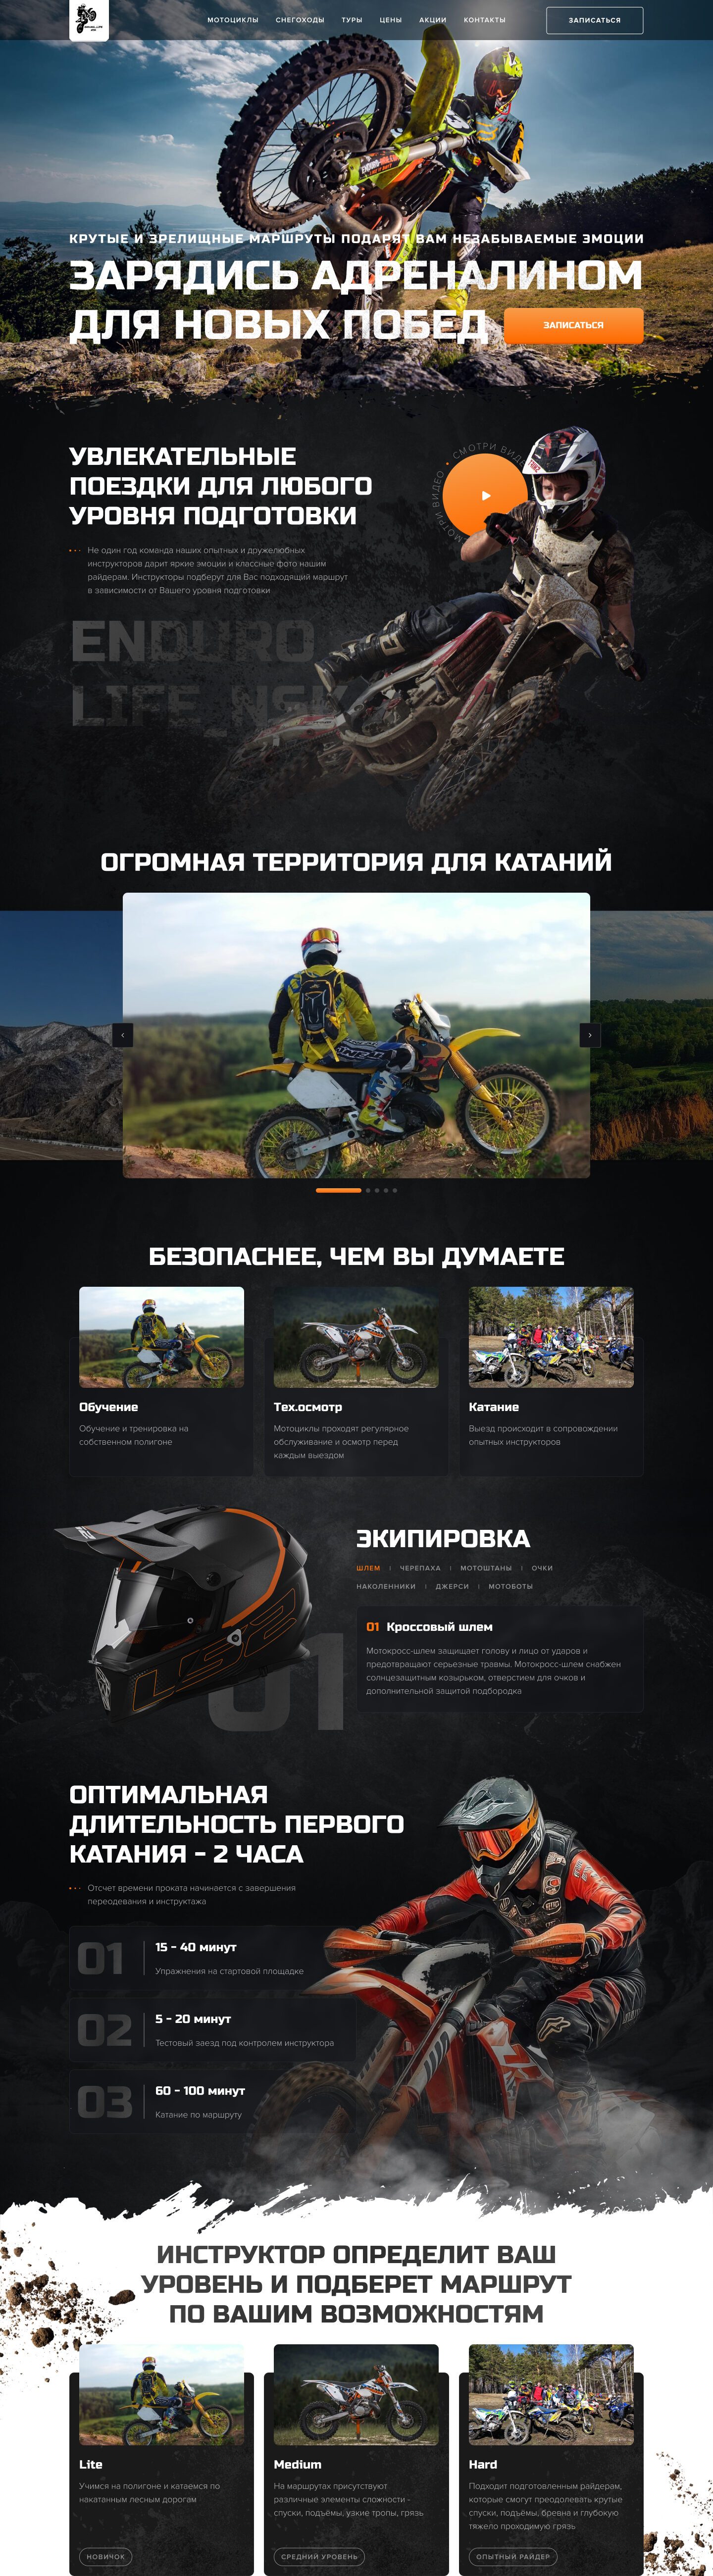 МОТОЦИКЛЫ СНЕГОХОДЫ ТУРЫ ЦЕНЫ АКЦИИ КОНТАКТЫ ЗАПИСАТЬСЯ
КРУТЫЕ И ЗРЕЛИЩНЫЕ МАРШРУТЫ ПОДАРЯТ ВАМ НЕЗАБЫВАЕМЫЕ ЭМОЦИИ
ЗАРЯДИСЬ АДРЕНАЛИНОМ
ДЛЯ НОВЫХ ПОБЕД
ЗАПИСАТЬСЯ
УВЛЕКАТЕЛЬНЫЕ
ПОЕЗДКИ ДЛЯ ЛЮБОГО
УРОВНЯ ПОДГОТОВКИ
СМОТРИ ВИДЕО
СМОТРИ ВИДЕО
Не один год команда наших опытных и дружелюбных
инструкторов дарит яркие эмоции и классные фото нашим
райдерам. Инструкторы подберут для Вас подходящий маршрут
в зависимости от Вашего уровня подготовки
ENDURO
LIFE_NSK
ОГРОМНАЯ ТЕРРИТОРИЯ ДЛЯ КАТАНИЙ
БЕЗОПАСНЕЕ, ЧЕМ ВЫ ДУМАЕТЕ
Обучение
Обучение и тренировка на
собственном полигоне
Тех.осмотр
Мотоциклы проходят регулярное
обслуживание и осмотр перед
каждым выездом
Катание
Выезд происходит в сопровождении
опытных инструкторов
ЭКИПИРОВКА
ШЛЕМ | ЧЕРЕПАХА | МОТОШТАНЫ | ОЧКИ
НАКОЛЕННИКИ | ДЖЕРСИ | МОТОБОТЫ
01 Кроссовый шлем
Мотокросс-шлем защищает голову и лицо от ударов и
предотвращают серьезные травмы. Мотокросс-шлем снабжен
солнцезащитным козырьком, отверстием для очков и
дополнительной защитой подбородка
LS2
01
ОПТИМАЛЬНАЯ
ДЛИТЕЛЬНОСТЬ ПЕРВОГО
КАТАНИЯ - 2 ЧАСА
Отсчет времени проката начинается с завершения
переодевания и инструктажа
01
15 - 40 минут
Упражнения на стартовой площадке
02
5 - 20 минут
Тестовый заезд под контролем инструктора
03
60 - 100 минут
Катание по маршруту
ИНСТРУКТОР ОПРЕДЕЛИТ ВАШ
УРОВЕНЬ И ПОДБЕРЕТ МАРШРУТ
ПО ВАШИМ ВОЗМОЖНОСТЯМ
Lite
Учимся на полигоне и катаемся по
накатанным лесным дорогам
НОВИЧОК
Medium
На маршрутах присутствуют
различные элементы сложности -
спуски, подъёмы, узкие тропы, грязь
СРЕДНИЙ УРОВЕНЬ
Hard
Подходит подготовленным райдерам,
которые смогут преодолевать крутые
спуски, подъёмы, бревна и глубокую
тяжело проходимую грязь
ОПЫТНЫЙ РАЙДЕР